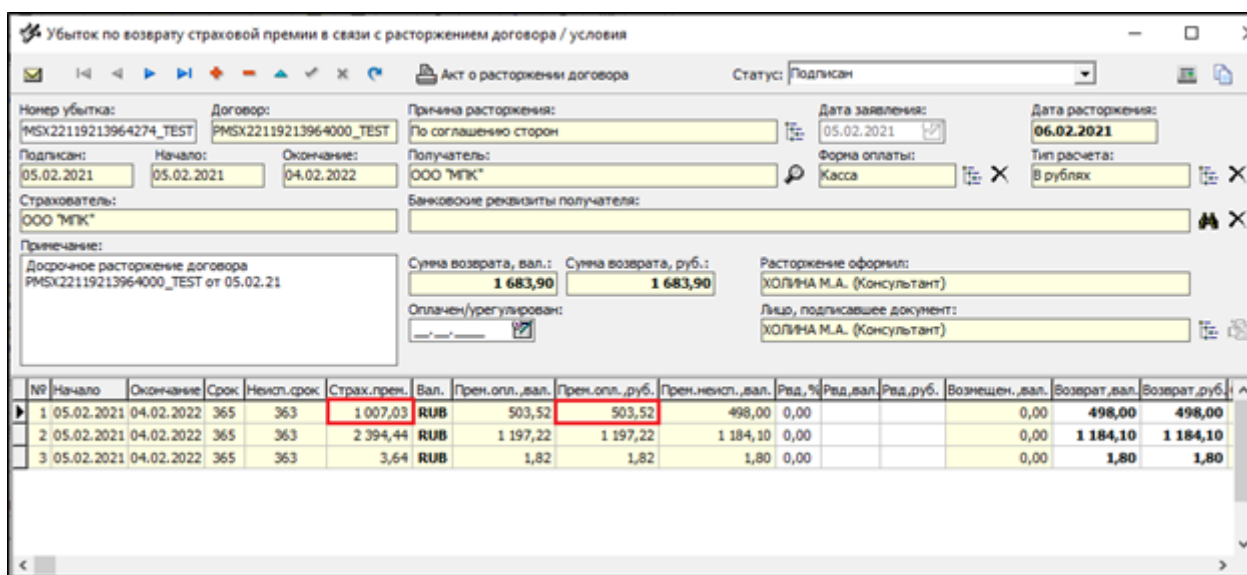 Убыток по возврату страховой премии в связи с расторжением договора / условия
Акт о расторжении договора Статус: Подписан
Номер убытка: Договор: Причина расторжения: Дата заявления: Дата расторжения:
MSX22119213964274_TEST PMSX22119213964000_TEST По соглашению сторон 05.02.2021 06.02.2021
Подписан: Начало: Окончание: Получатель: Форма оплаты: Тип расчета:
05.02.2021 05.02.2021 04.02.2022 ООО "МПК" Касса В рублях
Страхователь: Банковские реквизиты получателя:
ООО "МПК"
Примечание:
Досрочное расторжение договора
PMSX22119213964000_TEST от 05.02.21
Сумма возврата, вал.: Сумма возврата, руб.: Расторжение оформил:
1 683,90 1 683,90 ХОЛИНА М.А. (Консультант)
Оплачен/урегулирован: Лицо, подписавшее документ:
__.__.____ ХОЛИНА М.А. (Консультант)
№ Начало Окончание Срок Неисп.срок Страх.прем. Вал. Прем.опл.,вал. Прем.опл.,руб. Прем.неисп.,вал. Рвд,% Рвд,вал. Рвд,руб. Возмещен.,вал. Возврат,вал. Возврат,руб.
1 05.02.2021 04.02.2022 365 363 1 007,03 RUB 503,52 503,52 498,00 0,00 0,00 498,00 498,00
2 05.02.2021 04.02.2022 365 363 2 394,44 RUB 1 197,22 1 197,22 1 184,10 0,00 0,00 1 184,10 1 184,10
3 05.02.2021 04.02.2022 365 363 3,64 RUB 1,82 1,82 1,80 0,00 0,00 1,80 1,80